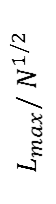 L_{max} / N^{1/2}